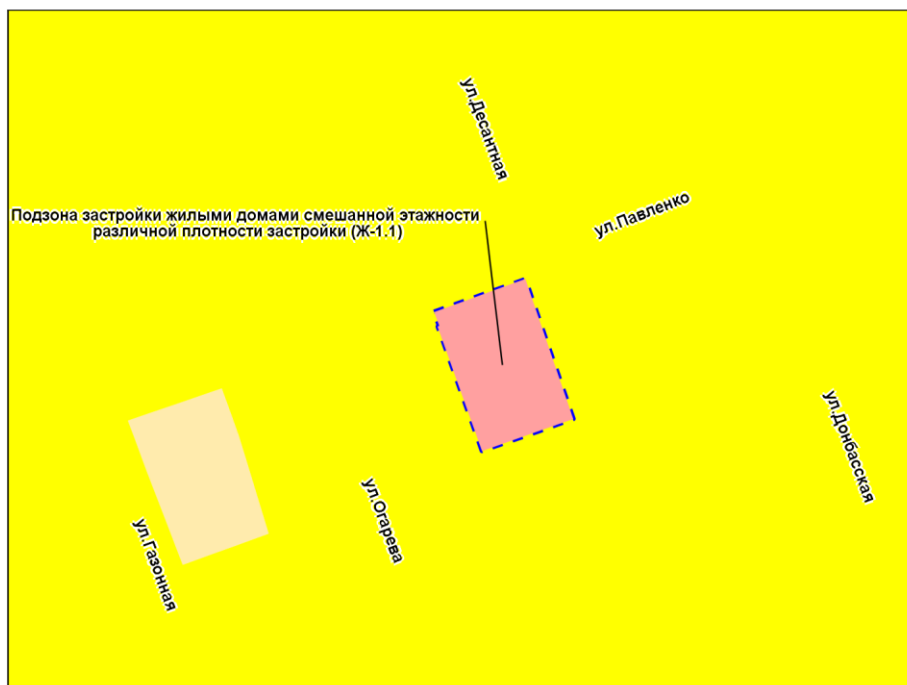 ул.Десантная
ул.Павленко
Подзона застройки жилыми домами смешанной этажности
различной плотности застройки (Ж-1.1)
ул.Донбасская
ул.Огарева
ул.Газонная